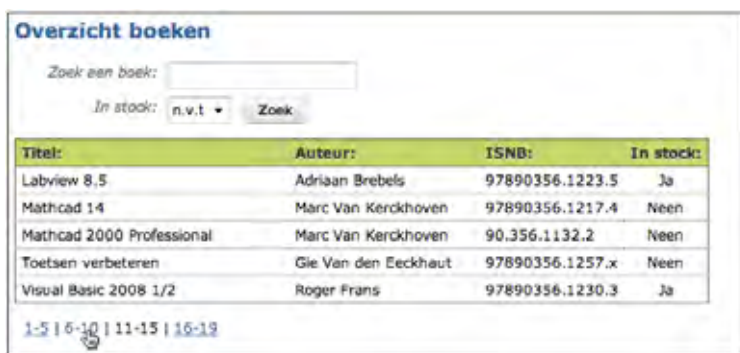 Overzicht boeken
Zoek een boek:
In stock: n.v.t Zoek
Titel: Auteur: ISNB: In stock:
Labview 8.5 Adriaan Brebels 97890356.1223.5 Ja
Mathcad 14 Marc Van Kerckhoven 97890356.1217.4 Neen
Mathcad 2000 Professional Marc Van Kerckhoven 90.356.1132.2 Neen
Toetsen verbeteren Gie Van den Eeckhaut 97890356.1257.x Neen
Visual Basic 2008 1/2 Roger Frans 97890356.1230.3 Ja
1-5 | 6-10 | 11-15 | 16-19